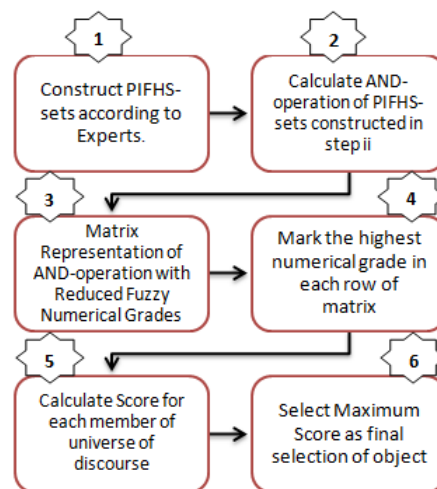 1
Construct PIFHS-
sets according to
Experts.
2
Calculate AND-
operation of PIFHS-
sets constructed in
step ii
3
Matrix
Representation of
AND-operation with
Reduced Fuzzy
Numerical Grades
4
Mark the highest
numerical grade in
each row of
matrix
5
Calculate Score for
each member of
universe of
discourse
6
Select Maximum
Score as final
selection of object